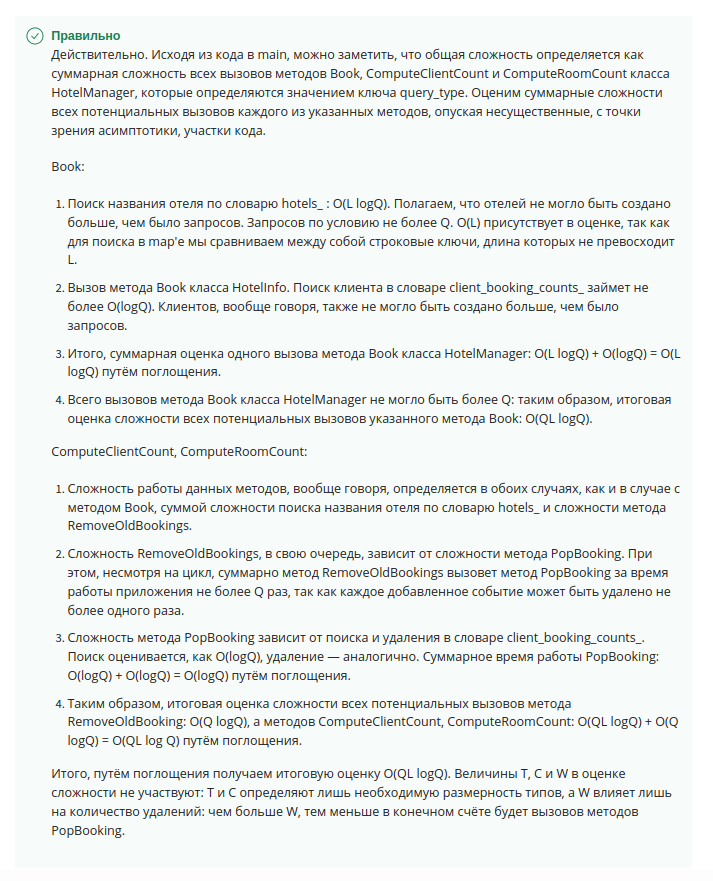 Правильно
Действительно. Исходя из кода в main, можно заметить, что общая сложность определяется как
суммарная сложность всех вызовов методов Book, ComputeClientCount и ComputeRoomCount класса
HotelManager, которые определяются значением ключа query_type. Оценим суммарные сложности
всех потенциальных вызовов каждого из указанных методов, опуская несущественные, с точки
зрения асимптотики, участки кода.
Book:
1. Поиск названия отеля по словарю hotels_ : O(L logQ). Полагаем, что отелей не могло быть создано
больше, чем было запросов. Запросов по условию не более Q. O(L) присутствует в оценке, так как
для поиска в map'е мы сравниваем между собой строковые ключи, длина которых не превосходит
L.
2. Вызов метода Book класса HotelInfo. Поиск клиента в словаре client_booking_counts_ займет не
более O(logQ). Клиентов, вообще говоря, также не могло быть создано больше, чем было
запросов.
3. Итого, суммарная оценка одного вызова метода Book класса HotelManager: O(L logQ) + O(logQ) = O(L
logQ) путём поглощения.
4. Всего вызовов метода Book класса HotelManager не могло быть более Q: таким образом, итоговая
оценка сложности всех потенциальных вызовов указанного метода Book: O(QL logQ).
ComputeClientCount, ComputeRoomCount:
1. Сложность работы данных методов, вообще говоря, определяется в обоих случаях, как и в случае с
методом Book, суммой сложности поиска названия отеля по словарю hotels_ и сложности метода
RemoveOldBookings.
2. Сложность RemoveOldBookings, в свою очередь, зависит от сложности метода PopBooking. При
этом, несмотря на цикл, суммарно метод RemoveOldBookings вызовет метод PopBooking за время
работы приложения не более Q раз, так как каждое добавленное событие может быть удалено не
более одного раза.
3. Сложность метода PopBooking зависит от поиска и удаления в словаре client_booking_counts_.
Поиск оценивается, как O(logQ), удаление — аналогично. Суммарное время работы PopBooking:
O(logQ) + O(logQ) = O(logQ) путём поглощения.
4. Таким образом, итоговая оценка сложности всех потенциальных вызовов метода
RemoveOldBooking: O(Q logQ), а методов ComputeClientCount, ComputeRoomCount: O(QL logQ) + O(Q
logQ) = O(QL log Q) путём поглощения.
Итого, путём поглощения получаем итоговую оценку O(QL logQ). Величины T, C и W в оценке
сложности не участвуют: T и C определяют лишь необходимую размерность типов, а W влияет лишь
на количество удалений: чем больше W, тем меньше в конечном счёте будет вызовов методов
PopBooking.